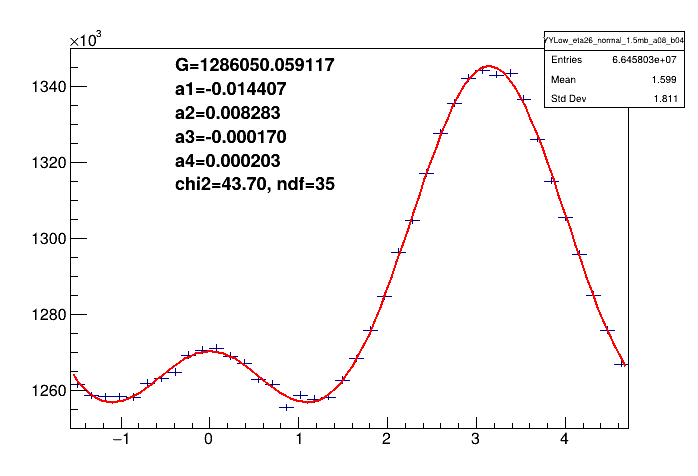 ×10³
G=1286050.059117
a1=-0.014407
a2=0.008283
a3=-0.000170
a4=0.000203
chi2=43.70, ndf=35
YLow_eta26_normal_1.5mb_a08_b04
Entries 6.645803e+07
Mean 1.599
Std Dev 1.811
1340
1320
1300
1280
1260
−1 0 1 2 3 4